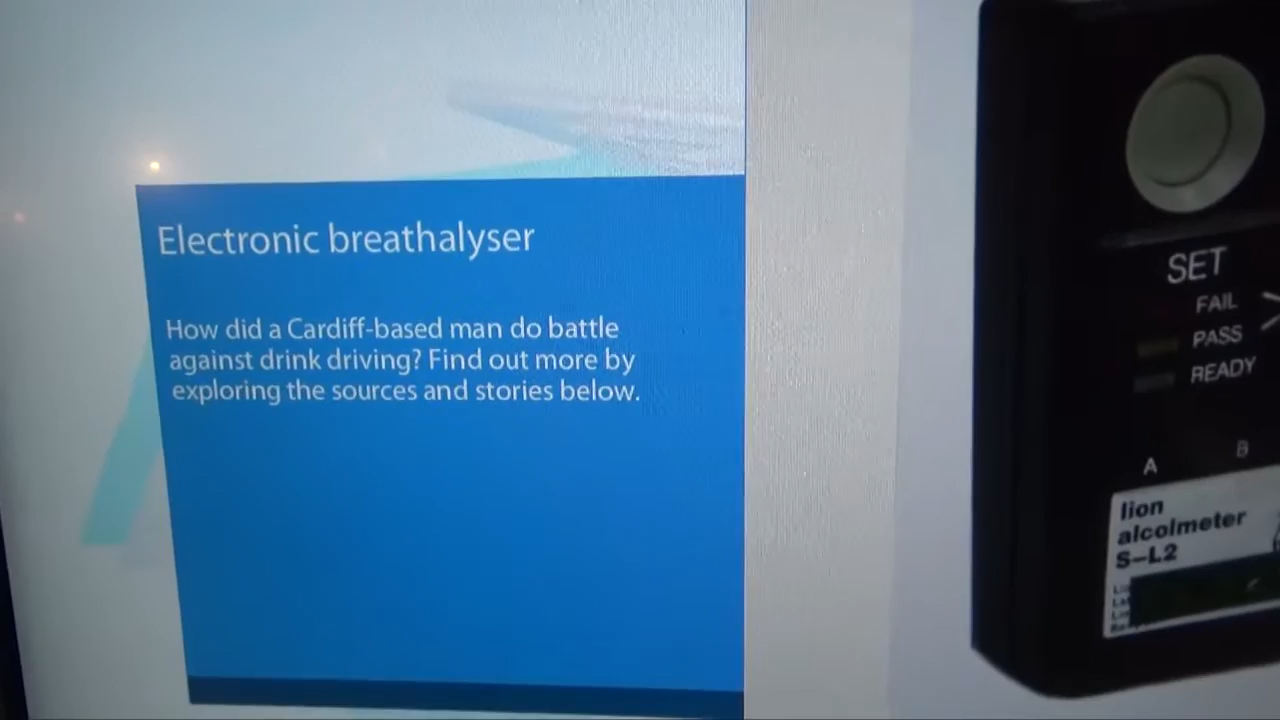 Electronic breathalyser
How did a Cardiff-based man do battle
against drink driving? Find out more by
exploring the sources and stories below.
SET
FAIL
PASS
READY
A
B
lion
alcolmeter
S-L2